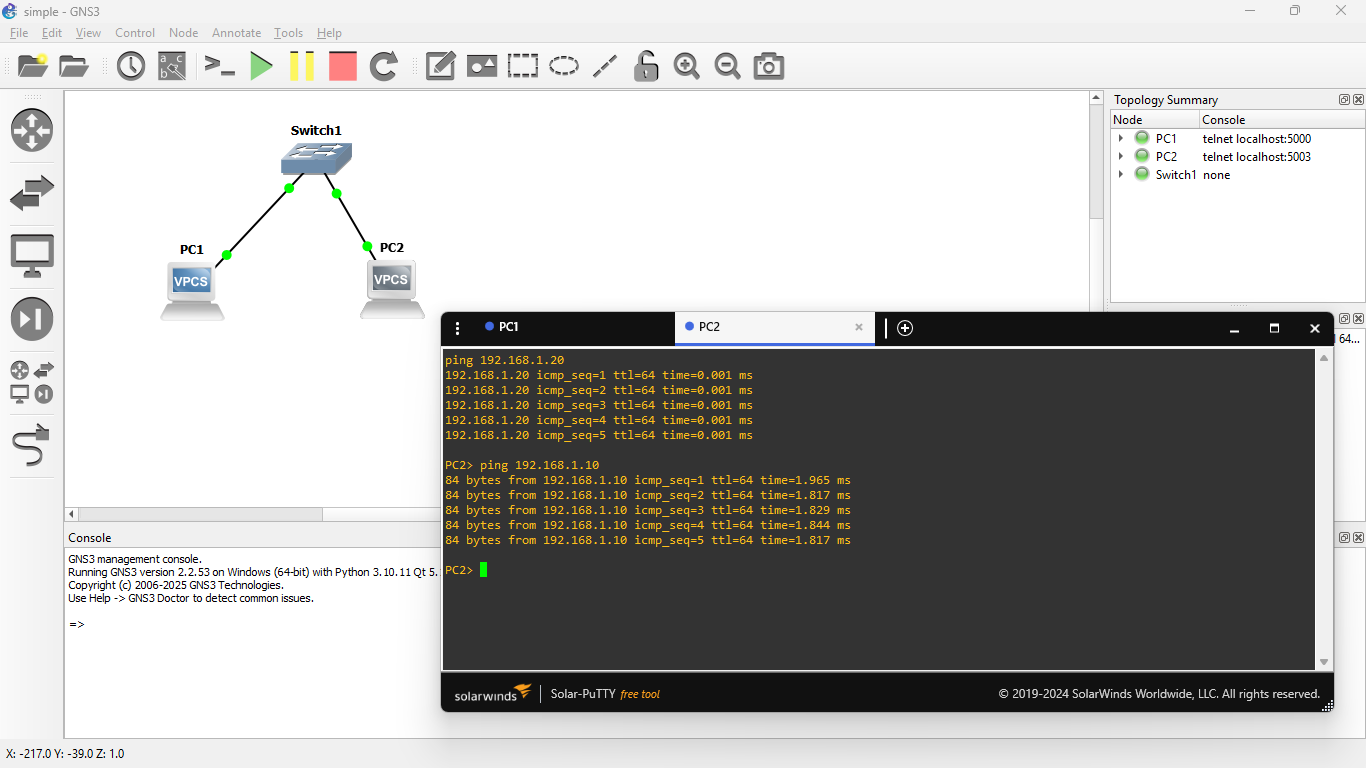 simple - GNS3
File Edit View Control Node Annotate Tools Help
a b c
Switch1
PC1
VPCS
PC2
VPCS
Topology Summary
Node Console
PC1 telnet localhost:5000
PC2 telnet localhost:5003
Switch1 none
64...
PC1
PC2
ping 192.168.1.20
192.168.1.20 icmp_seq=1 ttl=64 time=0.001 ms
192.168.1.20 icmp_seq=2 ttl=64 time=0.001 ms
192.168.1.20 icmp_seq=3 ttl=64 time=0.001 ms
192.168.1.20 icmp_seq=4 ttl=64 time=0.001 ms
192.168.1.20 icmp_seq=5 ttl=64 time=0.001 ms
PC2> ping 192.168.1.10
84 bytes from 192.168.1.10 icmp_seq=1 ttl=64 time=1.965 ms
84 bytes from 192.168.1.10 icmp_seq=2 ttl=64 time=1.817 ms
84 bytes from 192.168.1.10 icmp_seq=3 ttl=64 time=1.829 ms
84 bytes from 192.168.1.10 icmp_seq=4 ttl=64 time=1.844 ms
84 bytes from 192.168.1.10 icmp_seq=5 ttl=64 time=1.817 ms
PC2>
solarwinds Solar-PuTTY free tool
© 2019-2024 SolarWinds Worldwide, LLC. All rights reserved.
Console
GNS3 management console.
Running GNS3 version 2.2.53 on Windows (64-bit) with Python 3.10.11 Qt 5.
Copyright (c) 2006-2025 GNS3 Technologies.
Use Help -> GNS3 Doctor to detect common issues.
=>
X: -217.0 Y: -39.0 Z: 1.0